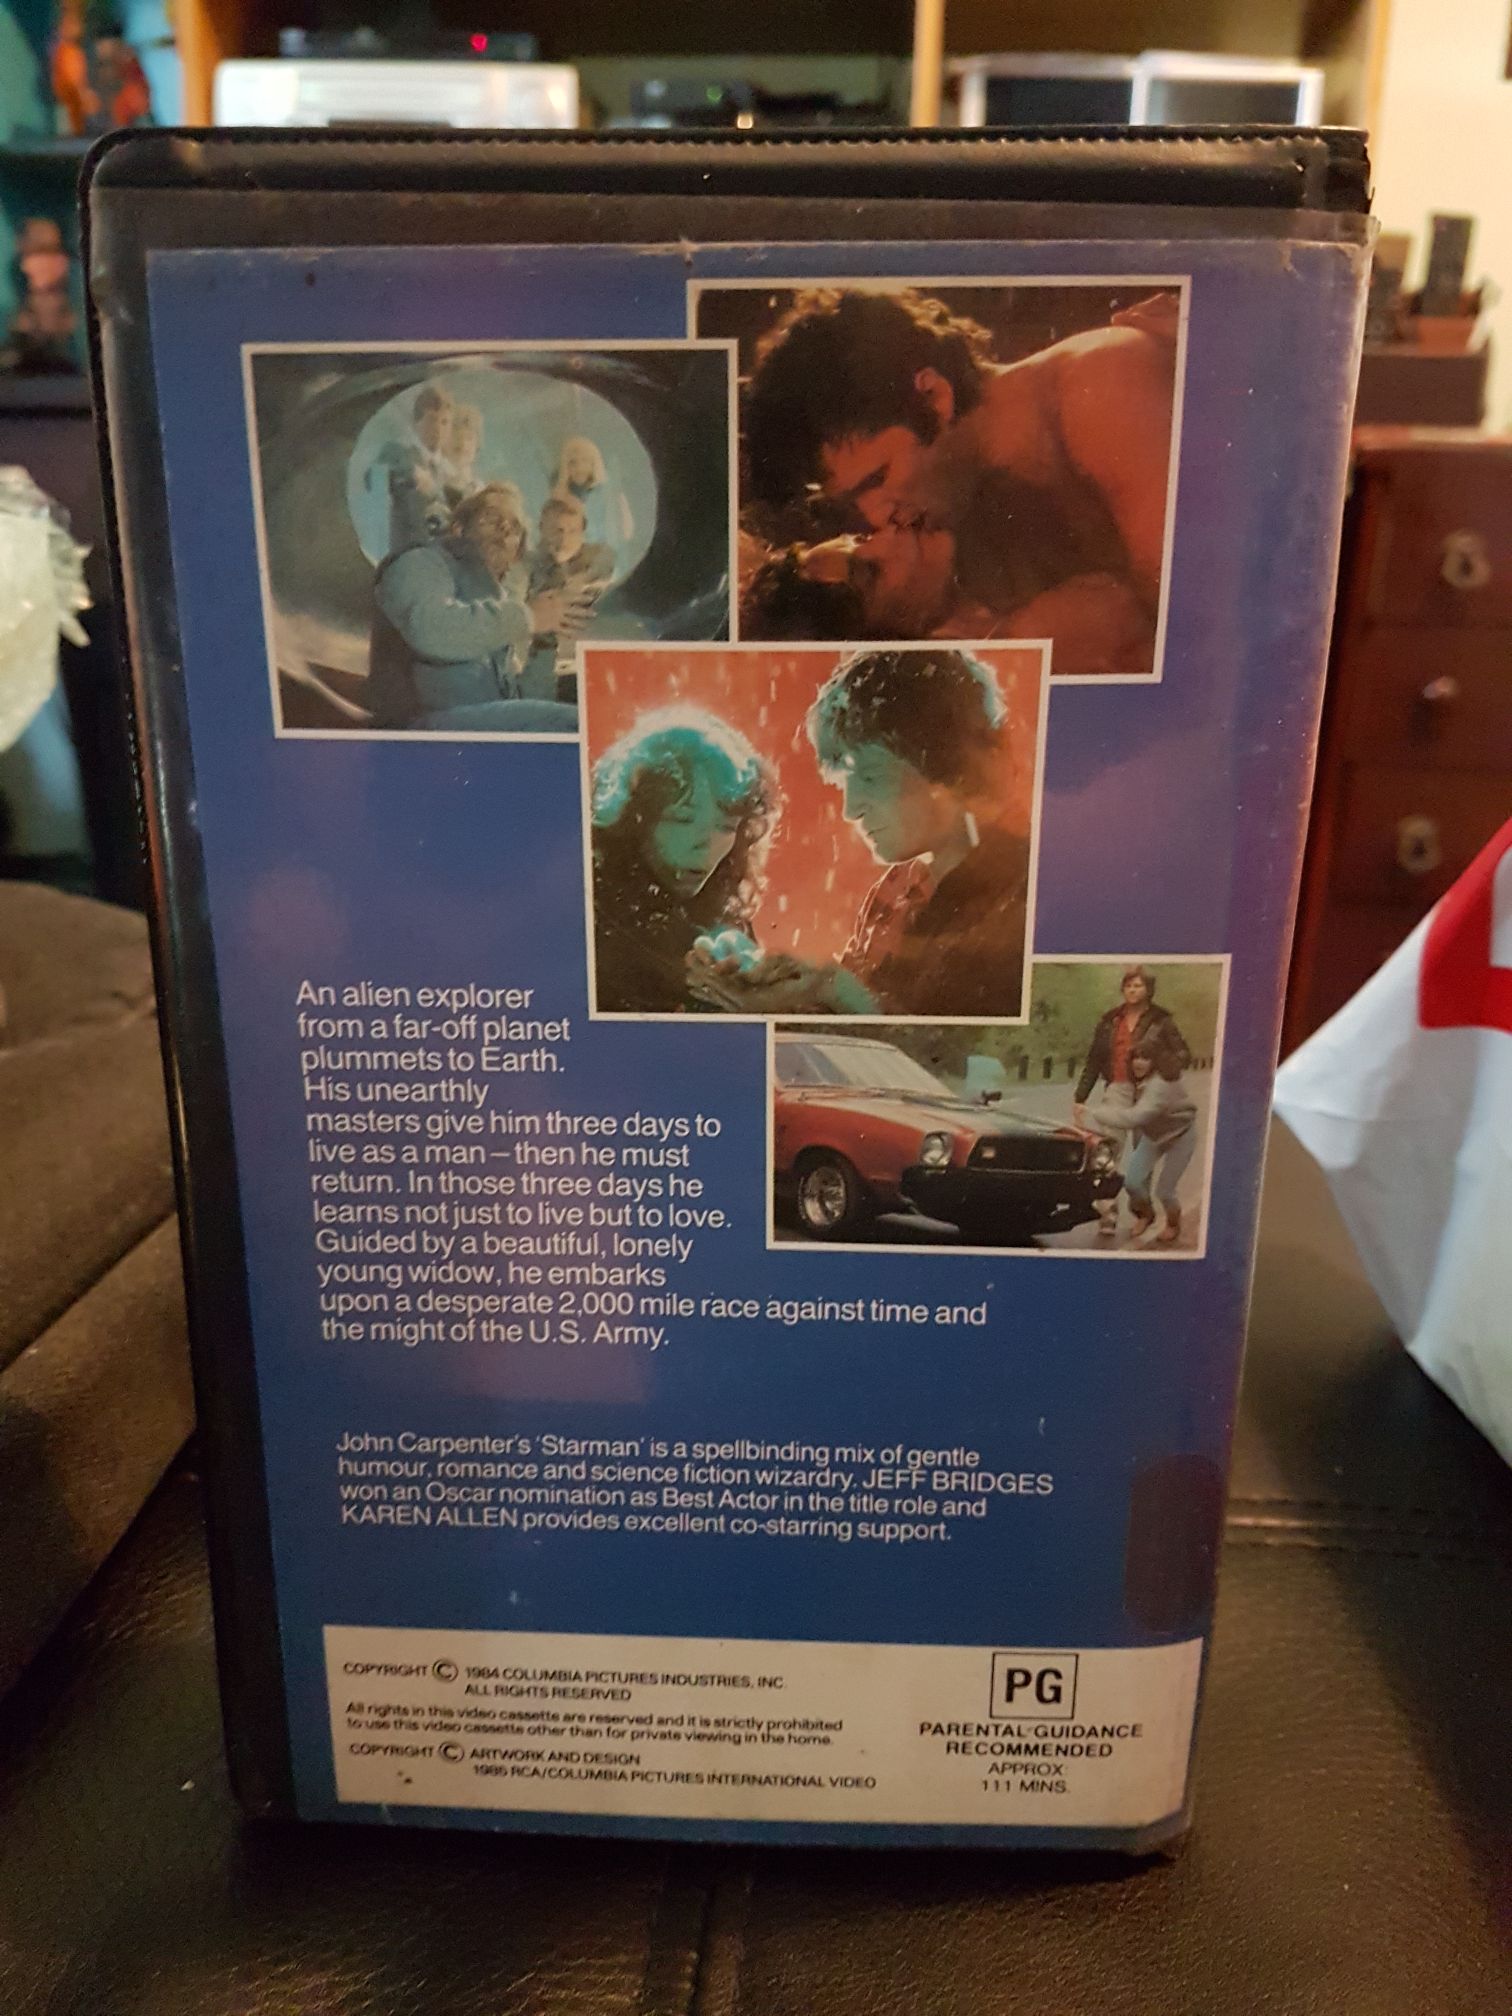 An alien explorer
from a far-off planet
plummets to Earth.
His unearthly
masters give him three days to
live as a man – then he must
return. In those three days he
learns not just to live but to love.
Guided by a beautiful, lonely
young widow, he embarks
upon a desperate 2,000 mile race against time and
the might of the U.S. Army.
John Carpenter's 'Starman' is a spellbinding mix of gentle
humour, romance and science fiction wizardry. JEFF BRIDGES
won an Oscar nomination as Best Actor in the title role and
KAREN ALLEN provides excellent co-starring support.
COPYRIGHT © 1984 COLUMBIA PICTURES INDUSTRIES, INC.
ALL RIGHTS RESERVED
All rights in this video cassette are reserved and it is strictly prohibited
to use this video cassette other than for private viewing in the home.
COPYRIGHT © ARTWORK AND DESIGN
1985 RCA/COLUMBIA PICTURES INTERNATIONAL VIDEO
PG
PARENTAL GUIDANCE
RECOMMENDED
APPROX.
111 MINS.